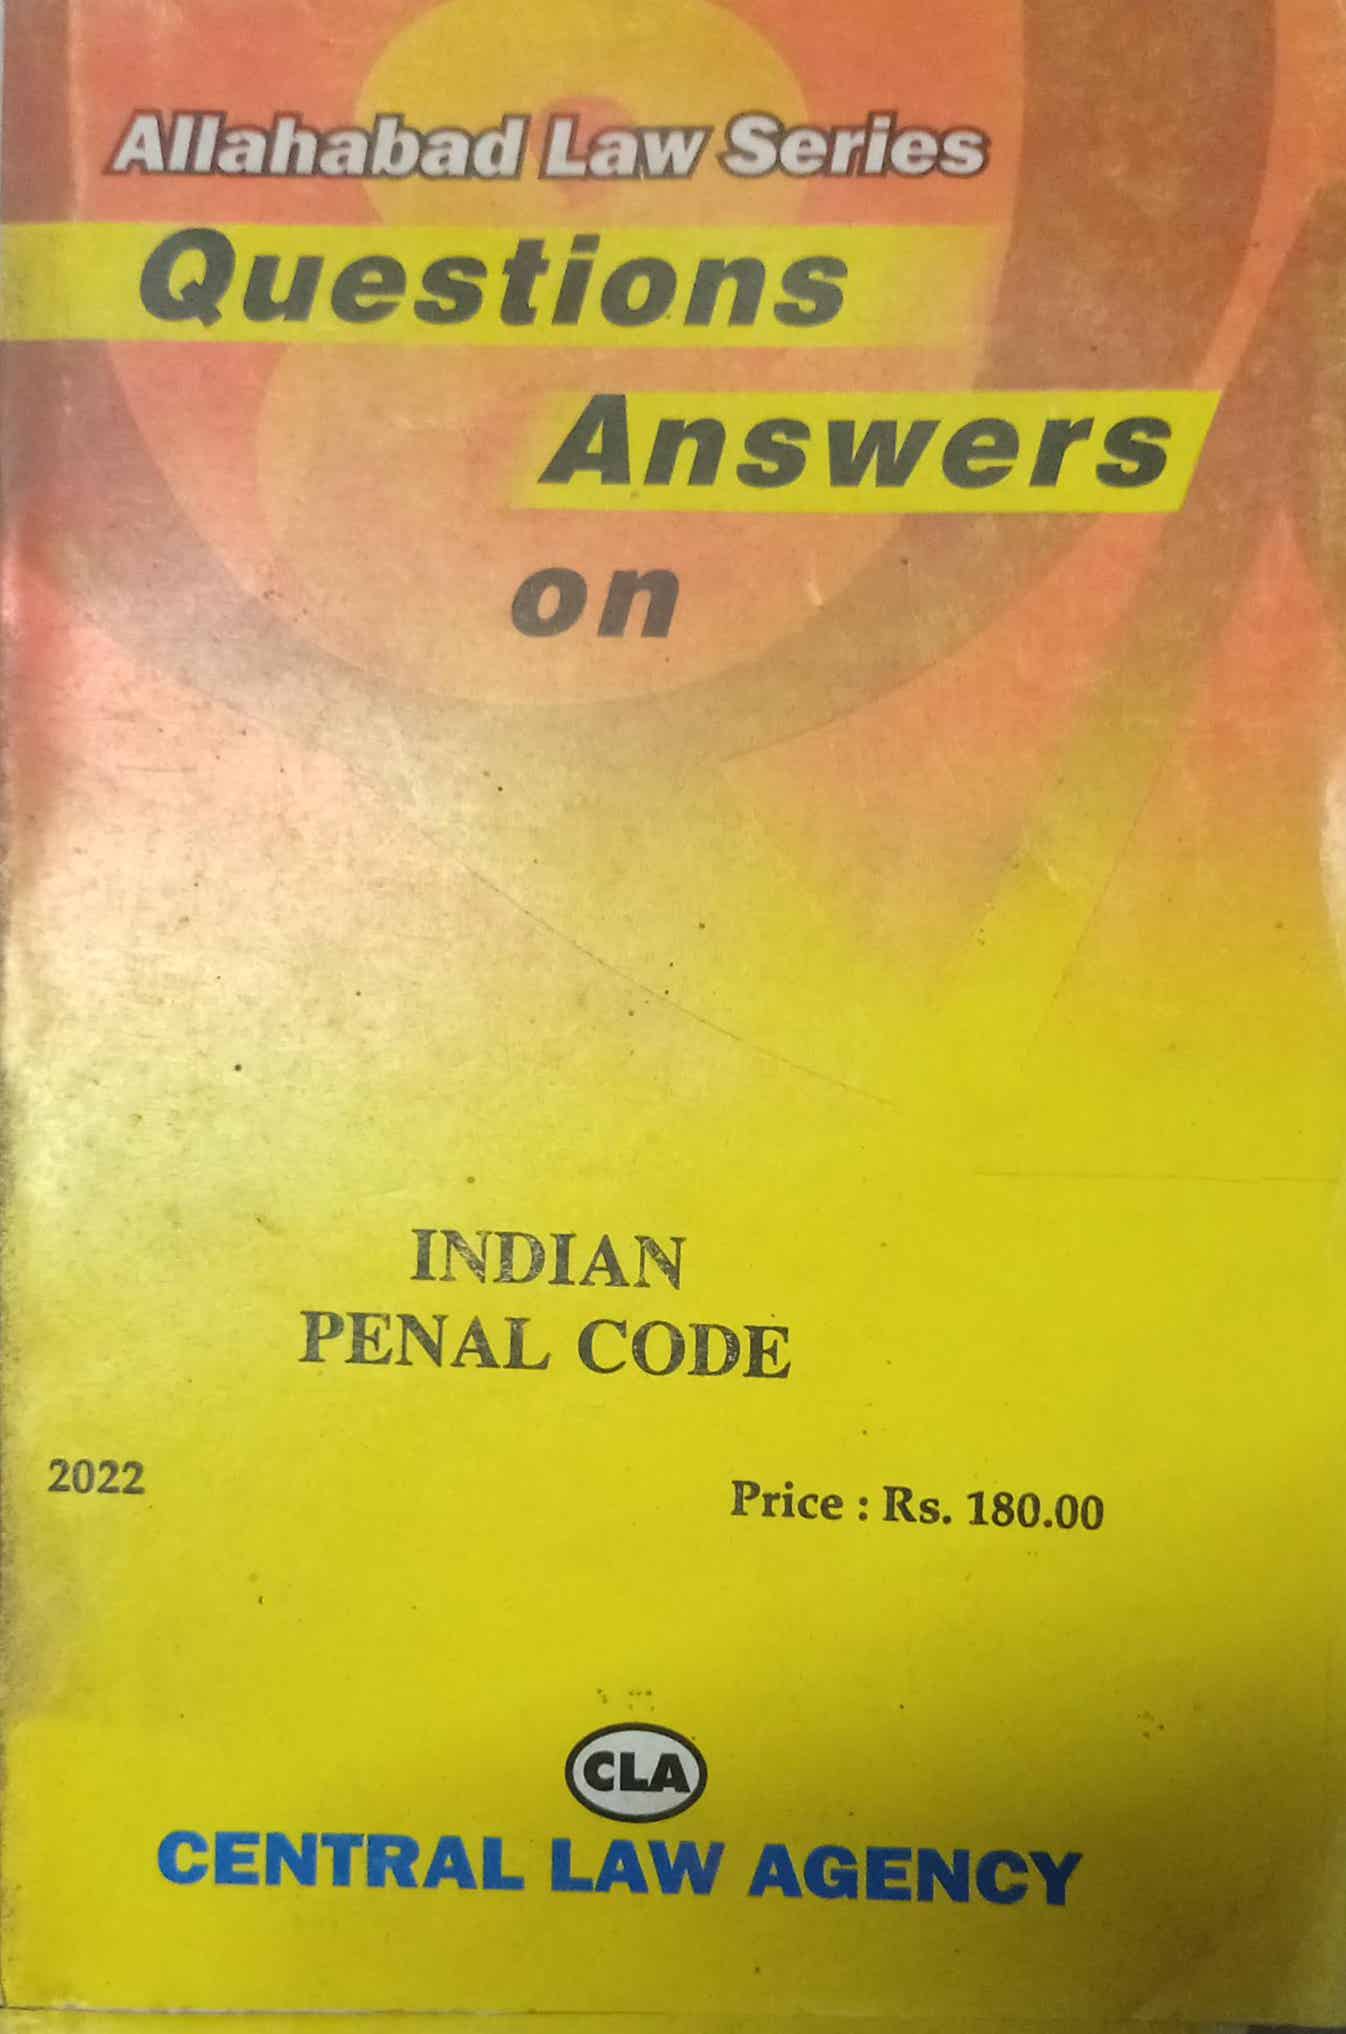 Allahabad Law Series
Questions
Answers
on
INDIAN
PENAL CODE
2022
Price : Rs. 180.00
CLA
CENTRAL LAW AGENCY